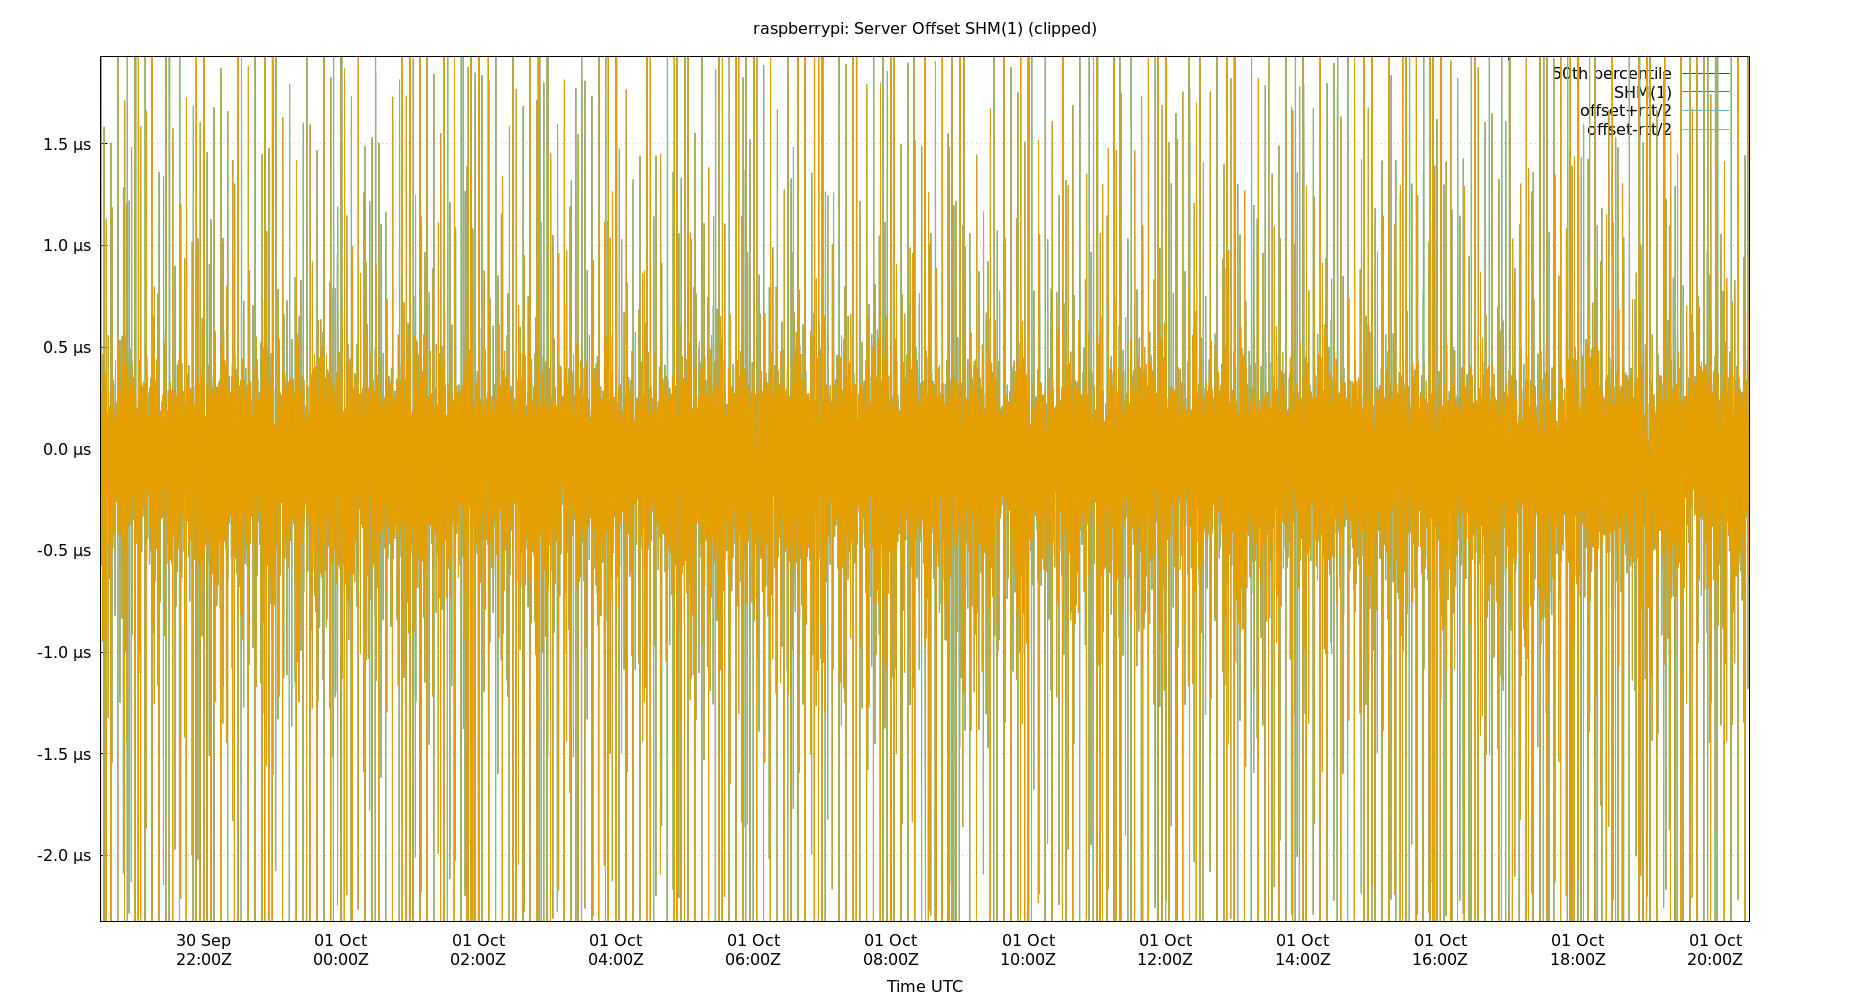 raspberrypi: Server Offset SHM(1) (clipped)
50th percentile
SHM(1)
offset+rtt/2
offset-rtt/2
1.5 µs
1.0 µs
0.5 µs
0.0 µs
-0.5 µs
-1.0 µs
-1.5 µs
-2.0 µs
30 Sep 01 Oct 01 Oct 01 Oct 01 Oct 01 Oct 01 Oct 01 Oct 01 Oct 01 Oct 01 Oct 01 Oct
22:00Z 00:00Z 02:00Z 04:00Z 06:00Z 08:00Z 10:00Z 12:00Z 14:00Z 16:00Z 18:00Z 20:00Z
Time UTC